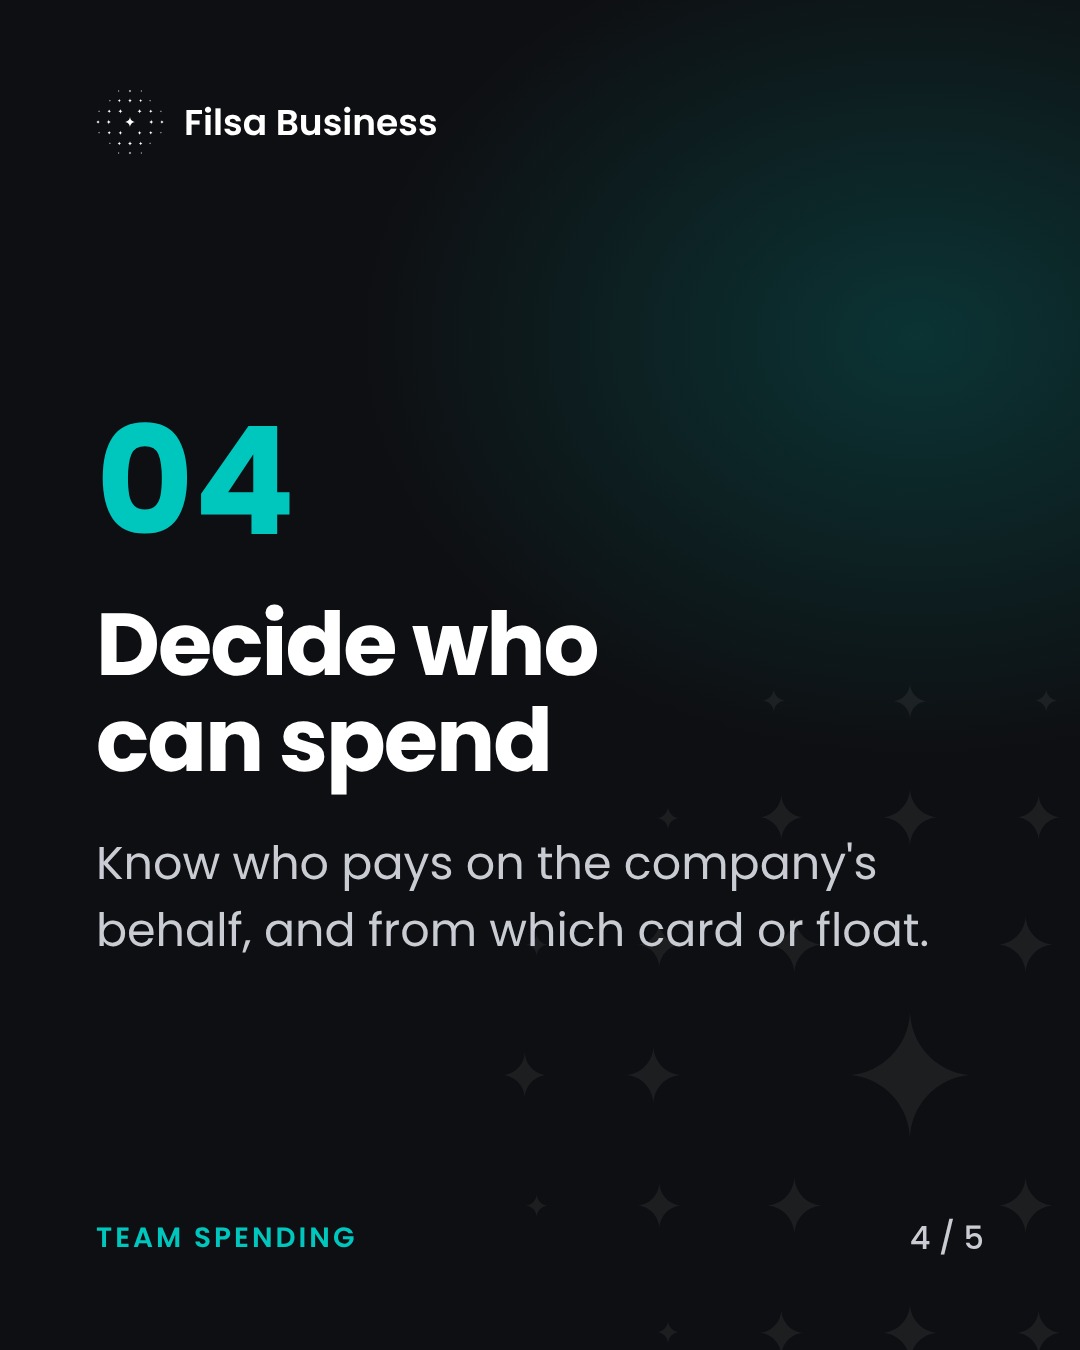 Filsa Business
04
Decide who
can spend
Know who pays on the company's
behalf, and from which card or float.
TEAM SPENDING
4 / 5